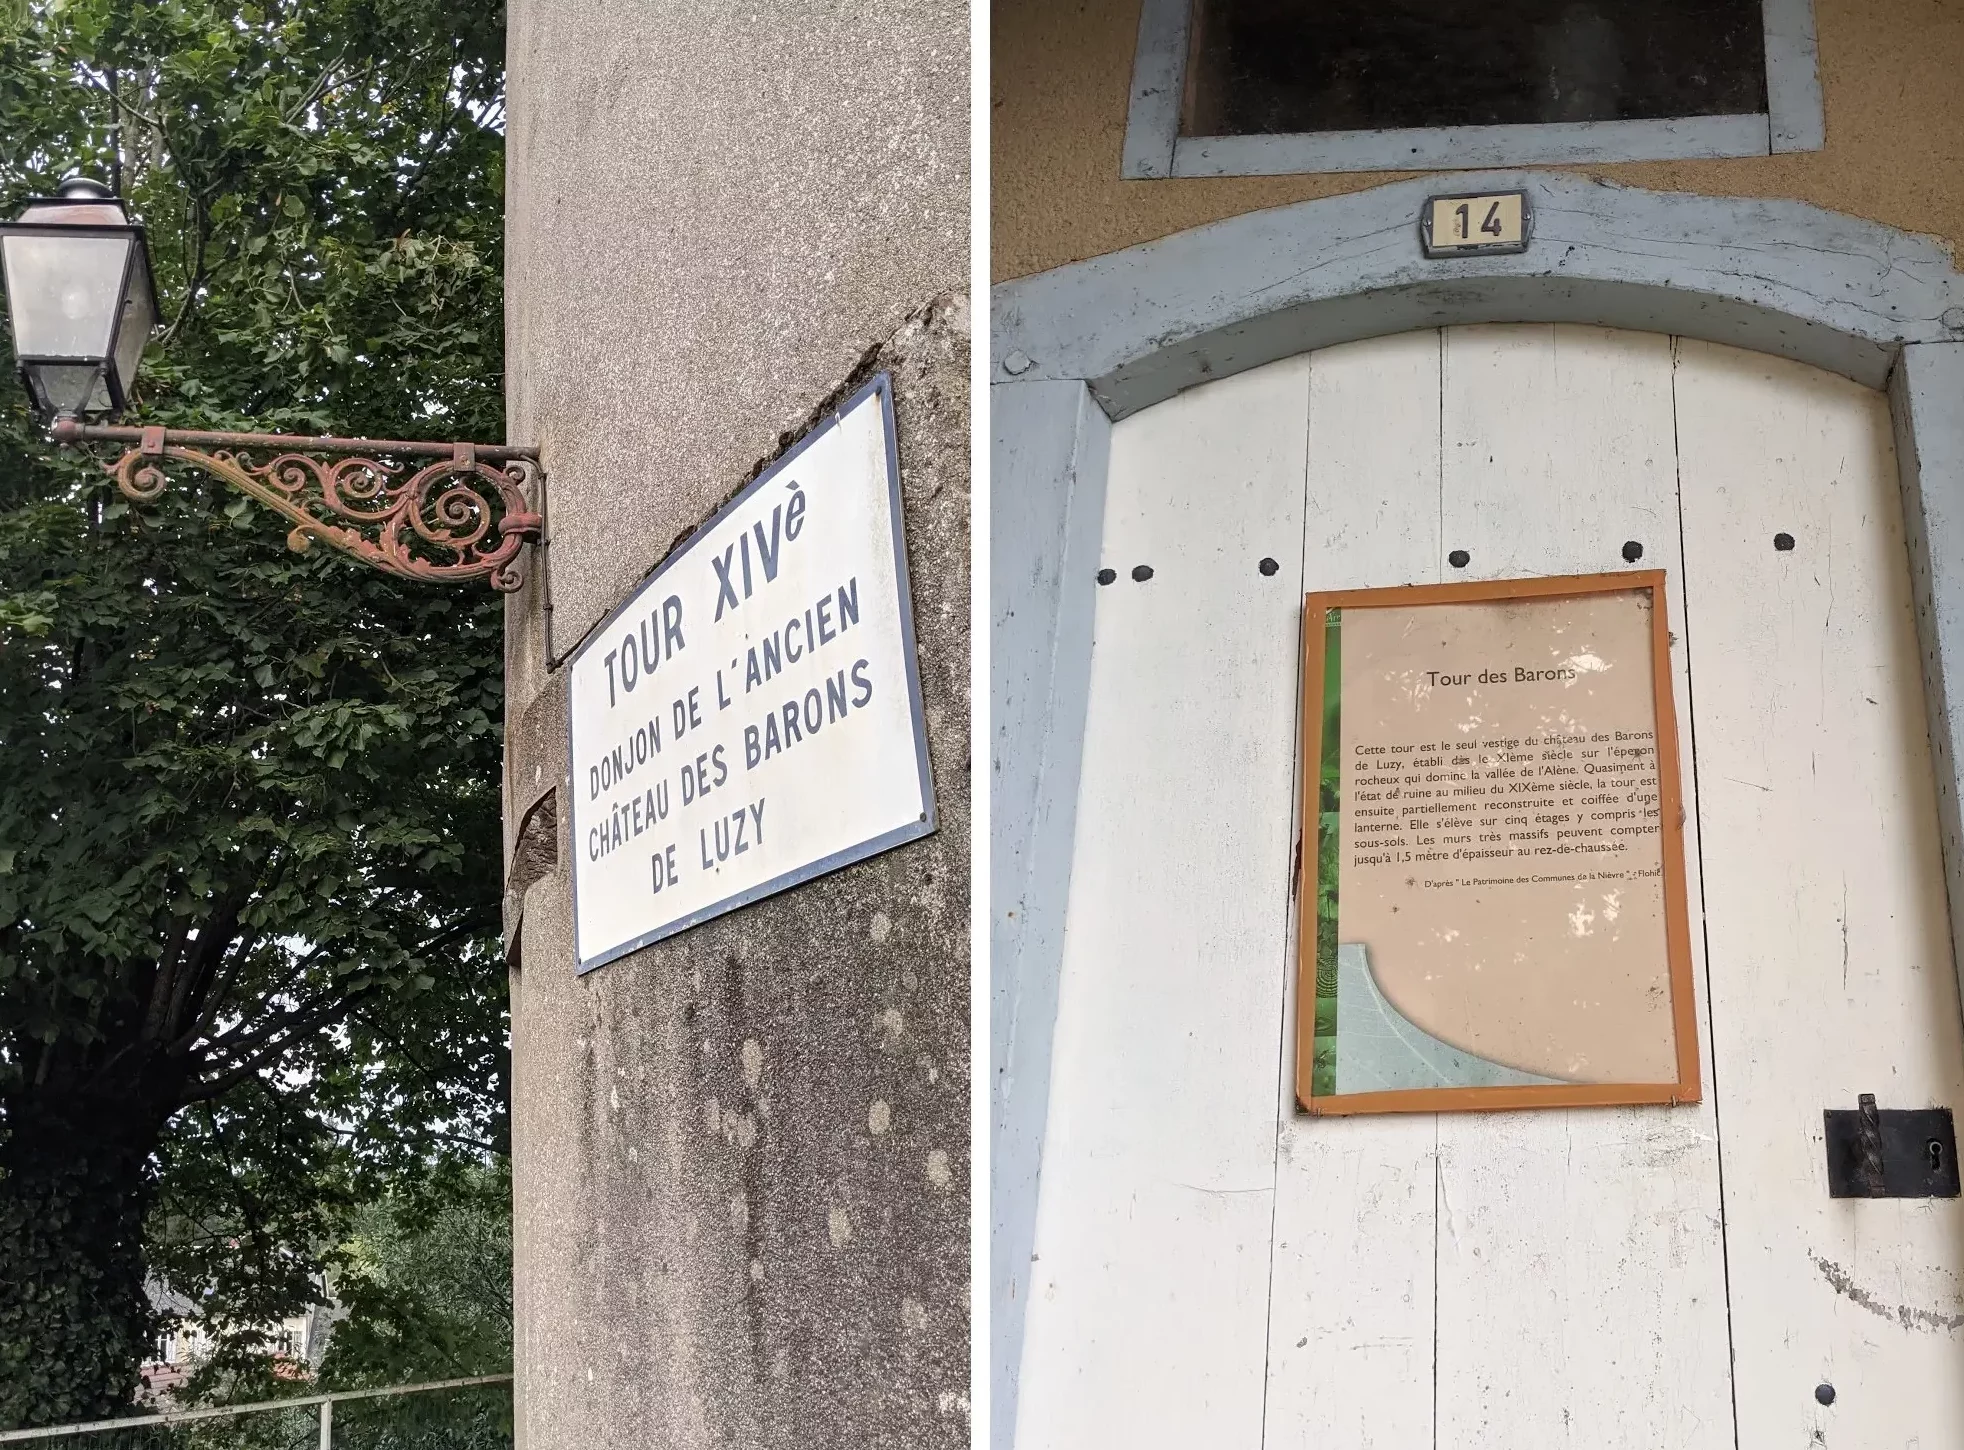 TOUR XIVè
DONJON DE L'ANCIEN
CHÂTEAU DES BARONS
DE LUZY
14
Tour des Barons
Cette tour est le seul vestige du château des Barons
de Luzy, établi dès le XIème siècle sur l'éperon
rocheux qui domine la vallée de l'Alène. Quasiment à
l'état de ruine au milieu du XIXème siècle, la tour est
ensuite partiellement reconstruite et coiffée d'une
lanterne. Elle s'élève sur cinq étages y compris les
sous-sols. Les murs très massifs peuvent compter
jusqu'à 1,5 mètre d'épaisseur au rez-de-chaussée.
D'après " Le Patrimoine des Communes de la Nièvre " - Flohic